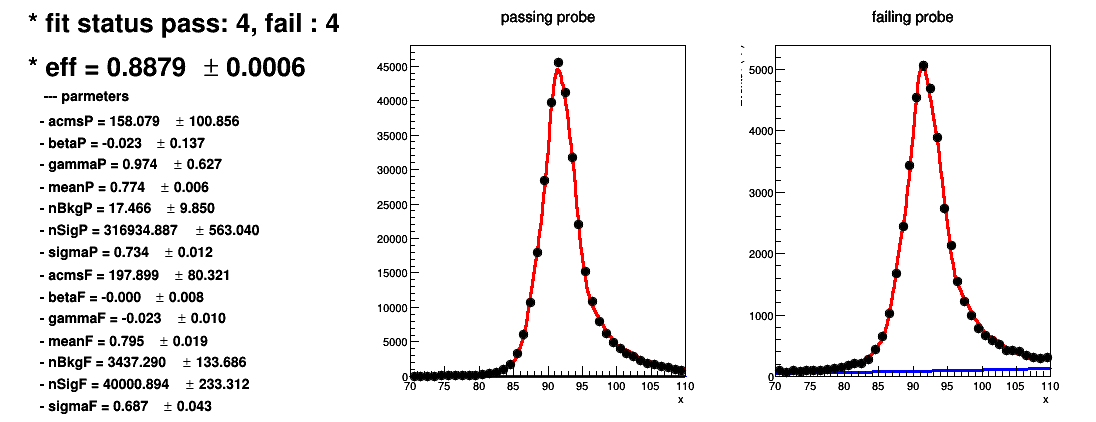 * fit status pass: 4, fail : 4
* eff = 0.8879 ± 0.0006
--- parmeters
- acmsP = 158.079 ± 100.856
- betaP = -0.023 ± 0.137
- gammaP = 0.974 ± 0.627
- meanP = 0.774 ± 0.006
- nBkgP = 17.466 ± 9.850
- nSigP = 316934.887 ± 563.040
- sigmaP = 0.734 ± 0.012
- acmsF = 197.899 ± 80.321
- betaF = -0.000 ± 0.008
- gammaF = -0.023 ± 0.010
- meanF = 0.795 ± 0.019
- nBkgF = 3437.290 ± 133.686
- nSigF = 40000.894 ± 233.312
- sigmaF = 0.687 ± 0.043
passing probe
45000
40000
35000
30000
25000
20000
15000
10000
5000
0
70 75 80 85 90 95 100 105 110
x
failing probe
5000
4000
3000
2000
1000
0
70 75 80 85 90 95 100 105 110
x